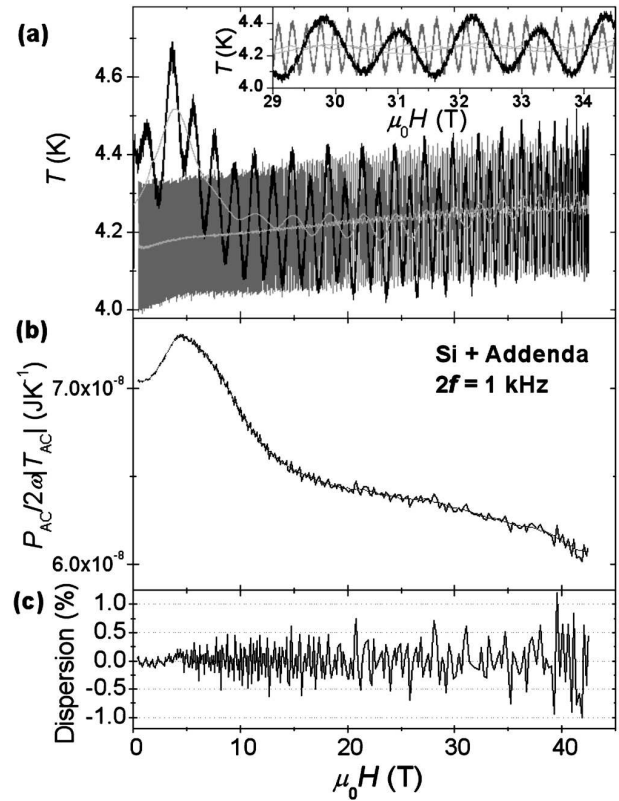 (a)
4.4
4.2
4.0
T (K)
29 30 31 32 33 34
μ₀H (T)
4.6
4.4
4.2
4.0
T (K)
(b)
Si + Addenda
2f = 1 kHz
7.0x10⁻⁸
6.0x10⁻⁸
P_AC/2ω|T_AC| (JK⁻¹)
(c)
1.0
0.5
0.0
-0.5
-1.0
Dispersion (%)
0 10 20 30 40
μ₀H (T)